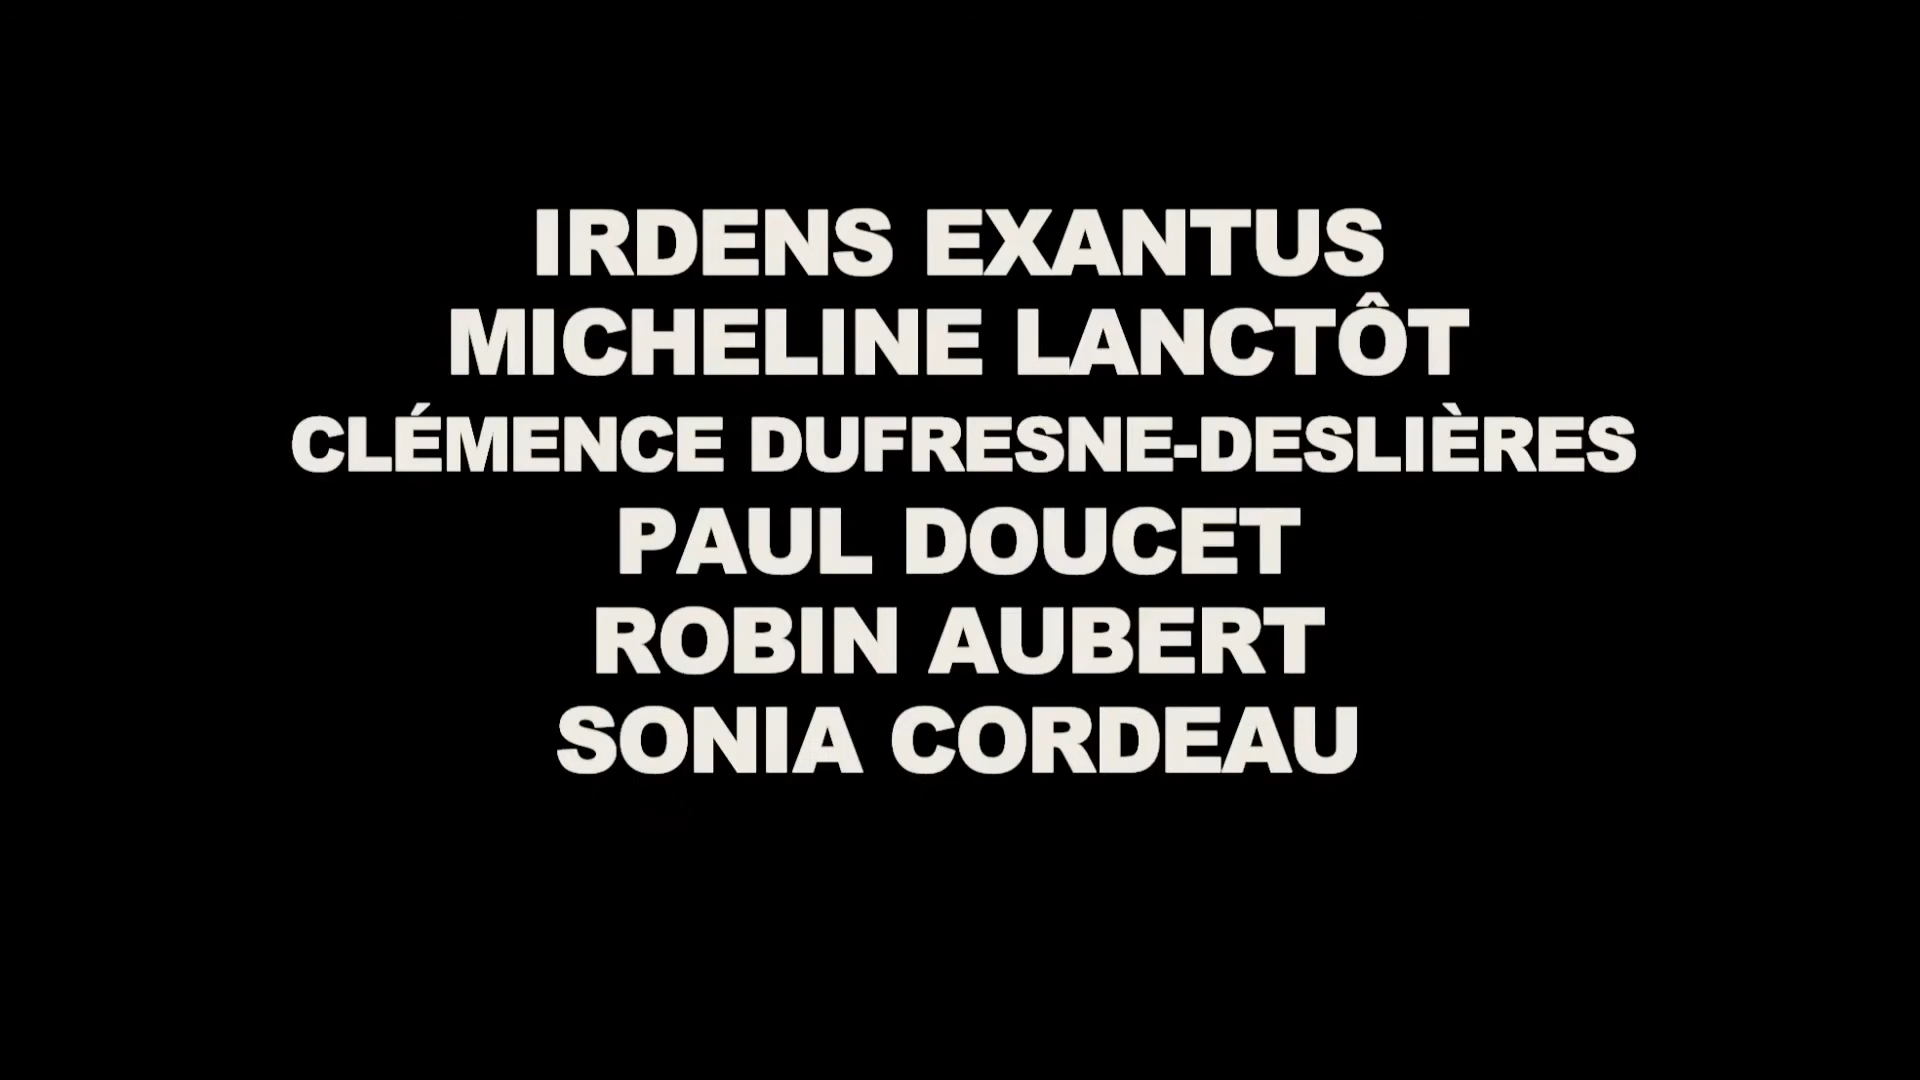 IRDENS EXANTUS
MICHELINE LANCTÔT
CLÉMENCE DUFRESNE-DESLIÈRES
PAUL DOUCET
ROBIN AUBERT
SONIA CORDEAU